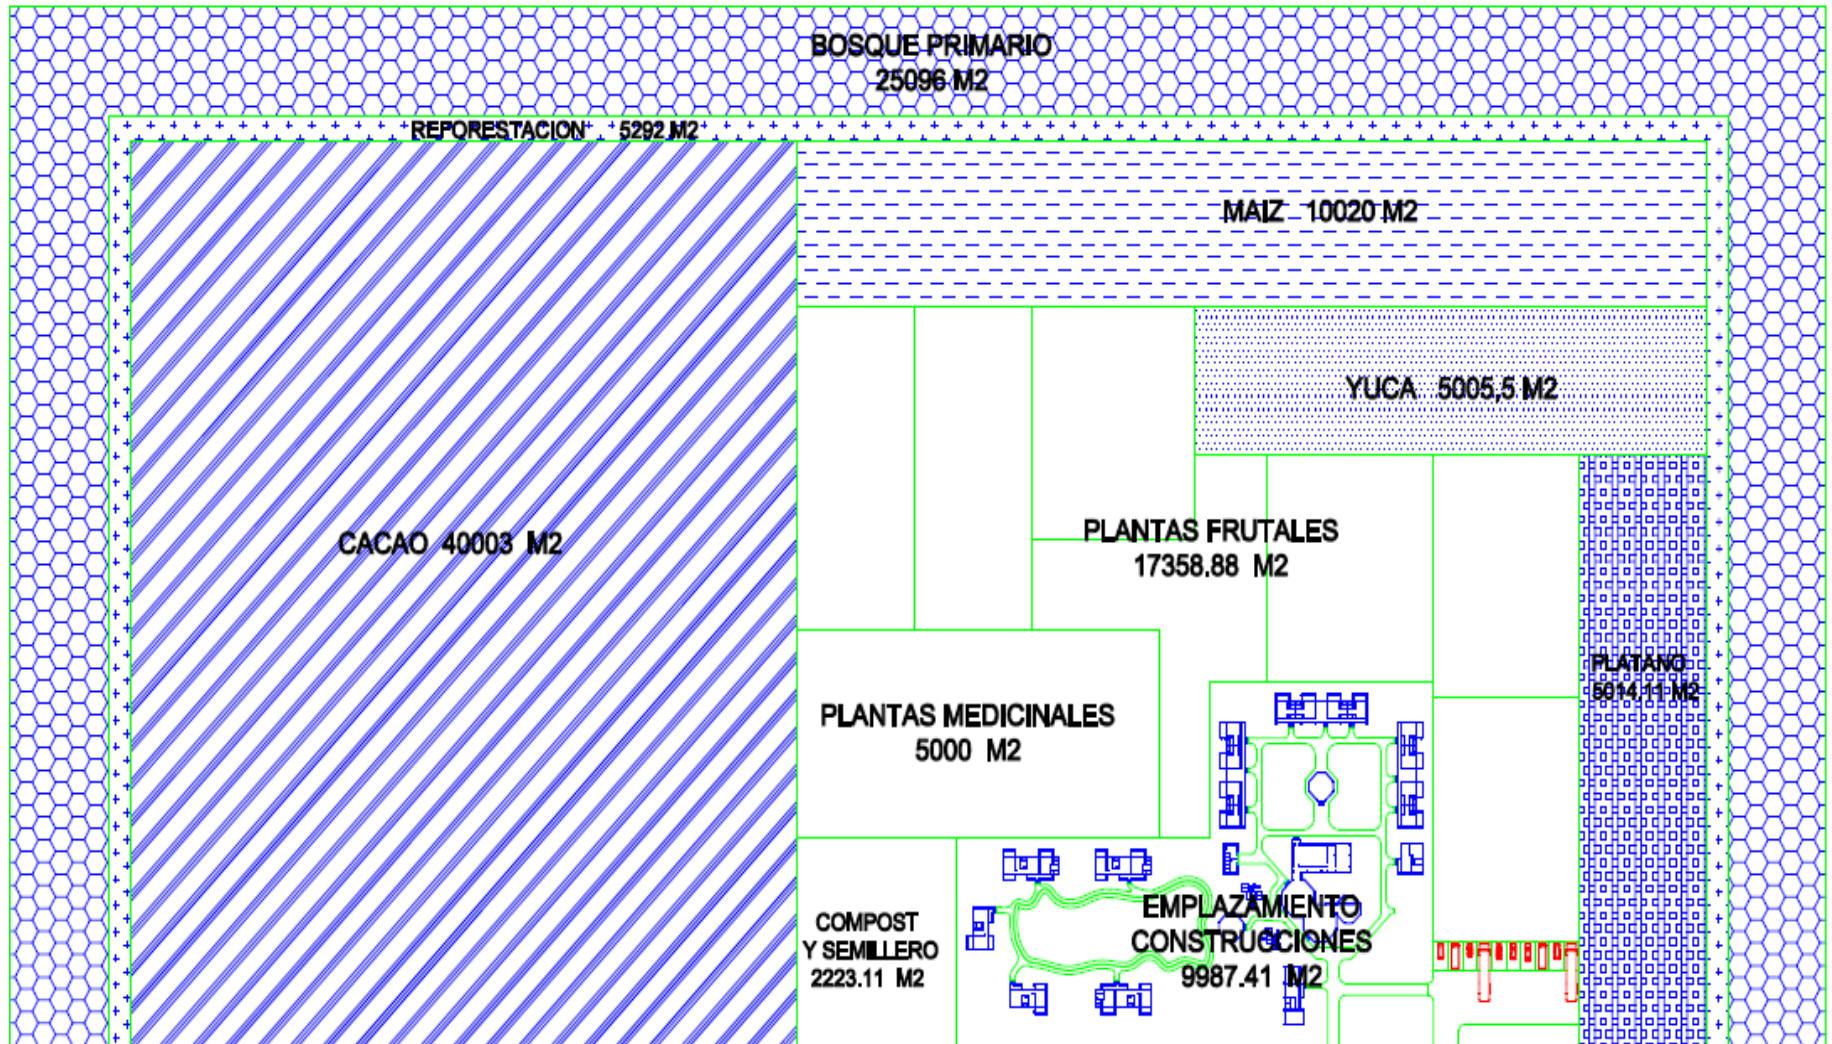 BOSQUE PRIMARIO
25096 M2
REFORESTACION 5292 M2
MAIZ 10020 M2
YUCA 5005,5 M2
CACAO 40003 M2
PLANTAS FRUTALES
17358.88 M2
PLATANO
5014,11 M2
PLANTAS MEDICINALES
5000 M2
COMPOST
Y SEMILLERO
2223.11 M2
EMPLAZAMIENTO
CONSTRUCCIONES
9987.41 M2